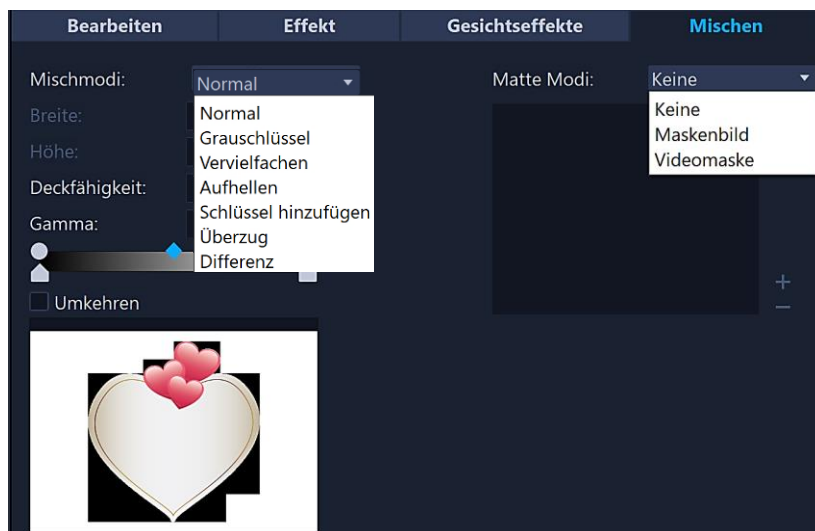 Bearbeiten Effekt Gesichtseffekte Mischen
Mischmodi: Normal
Normal
Grauschlüssel
Vervielfachen
Aufhellen
Schlüssel hinzufügen
Überzug
Differenz
Breite:
Höhe:
Deckfähigkeit:
Gamma:
Umkehren
Matte Modi: Keine
Keine
Maskenbild
Videomaske